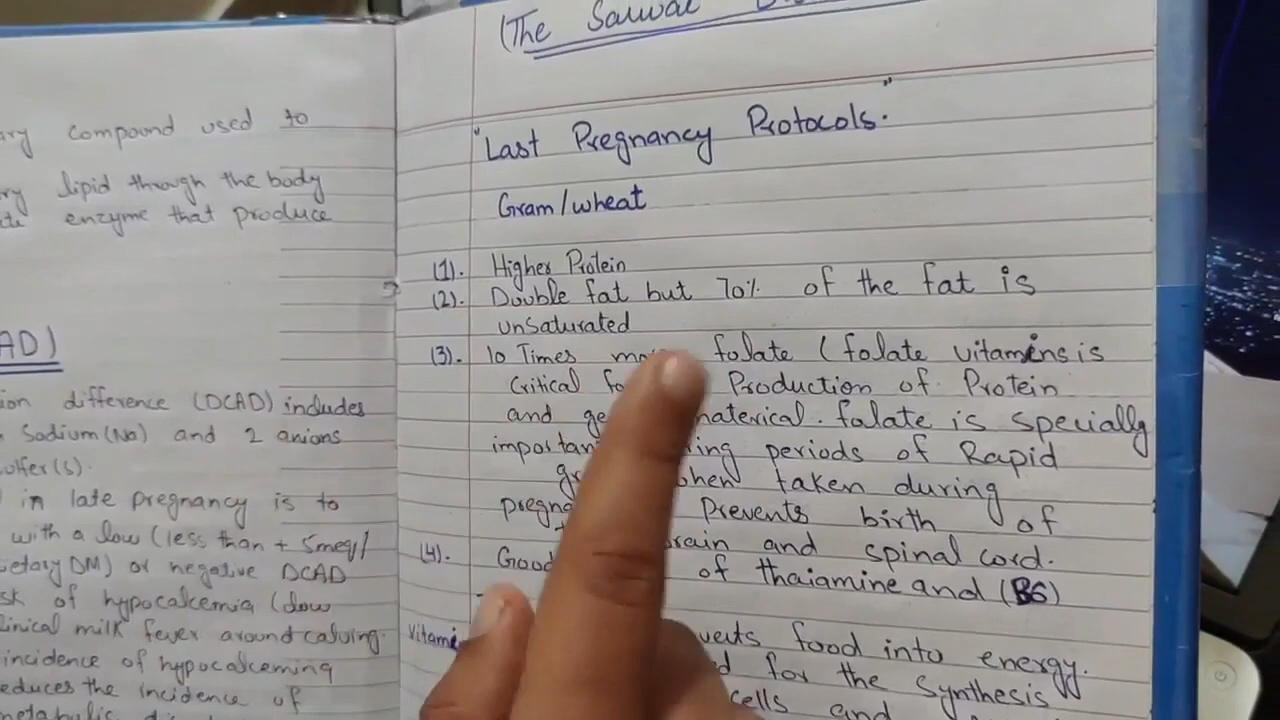 ary compound used to
ary lipid through the body
enzyme that produce
AD)
ion difference (DCAD) includes
Sodium (Na) and 2 anions
ulfer (s).
in late pregnancy is to
with a low (less than + 5meq/
etary DM) or negative DCAD
sk of hypocalcemia (low
linical milk fever around calving.
incidence of hypocalceming
educes the incidence of
(The Sarwar
"Last Pregnancy Protocols."
Gram/wheat
(1). Higher Protein
(2). Double fat but 70% of the fat is
unsaturated
(3). 10 Times folate (folate vitamins is
Critical Production of Protein
and materical. falate is specially
periods of Rapid
when taken during
Prevents birth of
brain and spinal cord.
(4). Good of thaiamine and (B6)
food into energy.
for the synthesis
cells and